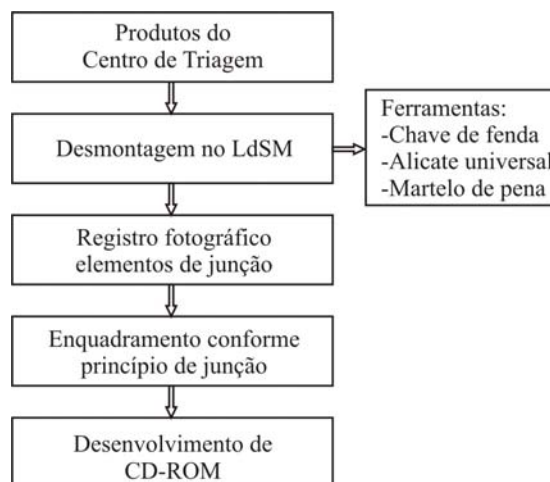 Produtos do
Centro de Triagem
Desmontagem no LdSM
Ferramentas:
-Chave de fenda
-Alicate universal
-Martelo de pena
Registro fotográfico
elementos de junção
Enquadramento conforme
princípio de junção
Desenvolvimento de
CD-ROM